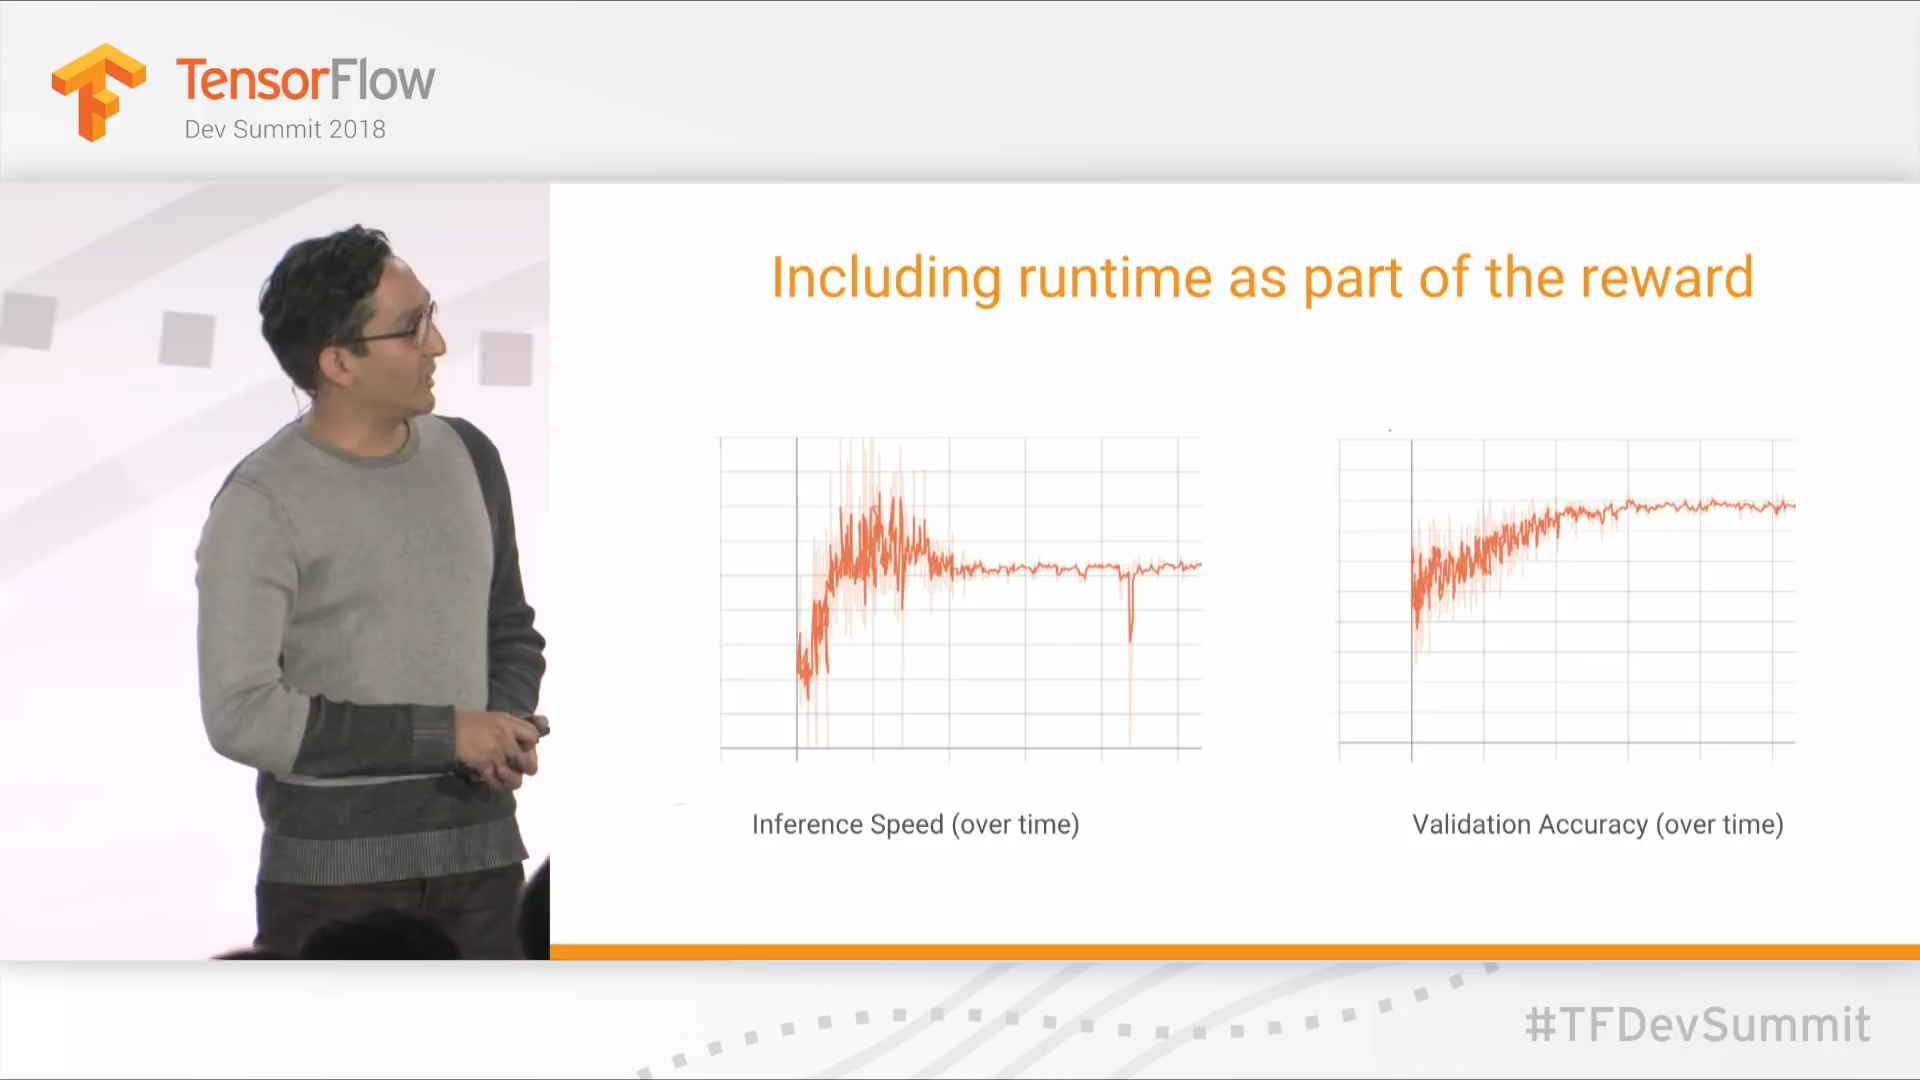 TensorFlow
Dev Summit 2018
Including runtime as part of the reward
Inference Speed (over time)
Validation Accuracy (over time)
#TFDevSummit